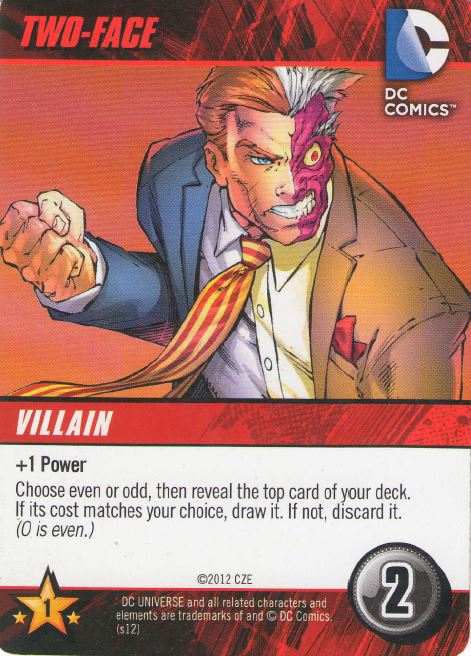 TWO-FACE
DC
COMICS™
VILLAIN
+1 Power
Choose even or odd, then reveal the top card of your deck.
If its cost matches your choice, draw it. If not, discard it.
(0 is even.)
©2012 CZE
1
DC UNIVERSE and all related characters and
elements are trademarks of and © DC Comics.
(s12)
2